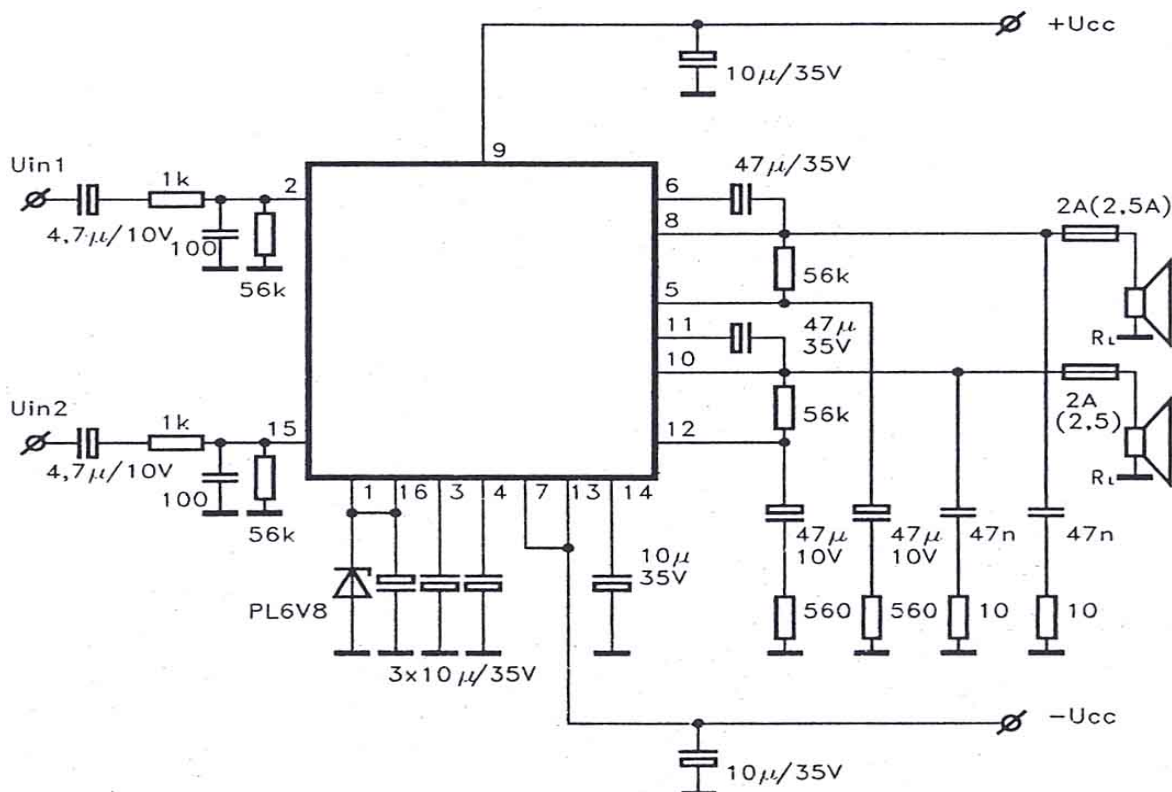 +Ucc
10μ/35V
9
Uin1
1k
2
4,7μ/10V
100
56k
6
47μ/35V
8
2A(2,5A)
56k
5
11
47μ
35V
10
RL
2A
(2,5)
56k
12
RL
Uin2
1k
15
4,7μ/10V
100
56k
1
16
3
4
7
13
14
PL6V8
10μ
35V
3x10μ/35V
47μ
10V
47μ
10V
47n
47n
560
560
10
10
-Ucc
10μ/35V